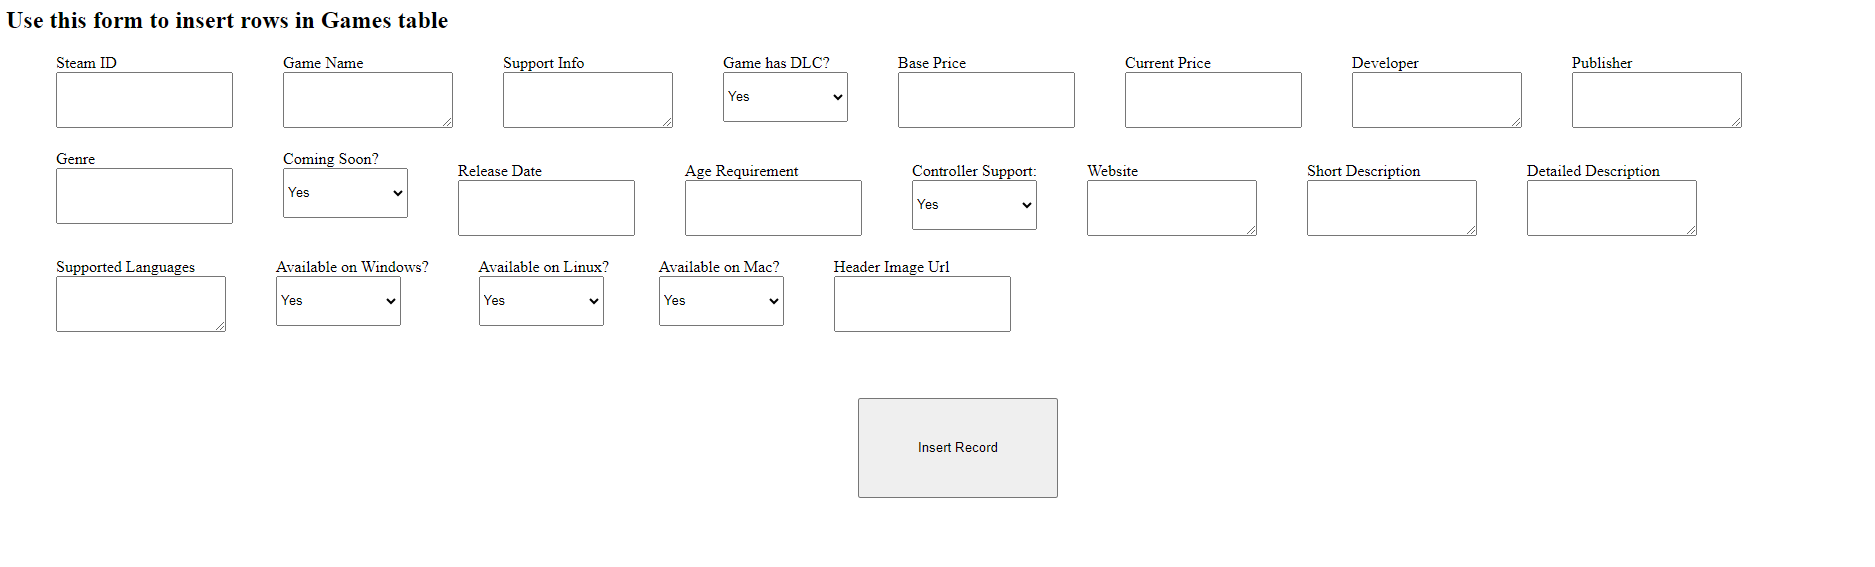 Use this form to insert rows in Games table
Steam ID Game Name Support Info Game has DLC? Base Price Current Price Developer Publisher
Yes
Genre Coming Soon? Release Date Age Requirement Controller Support: Website Short Description Detailed Description
Yes Yes
Supported Languages Available on Windows? Available on Linux? Available on Mac? Header Image Url
Yes Yes Yes
Insert Record